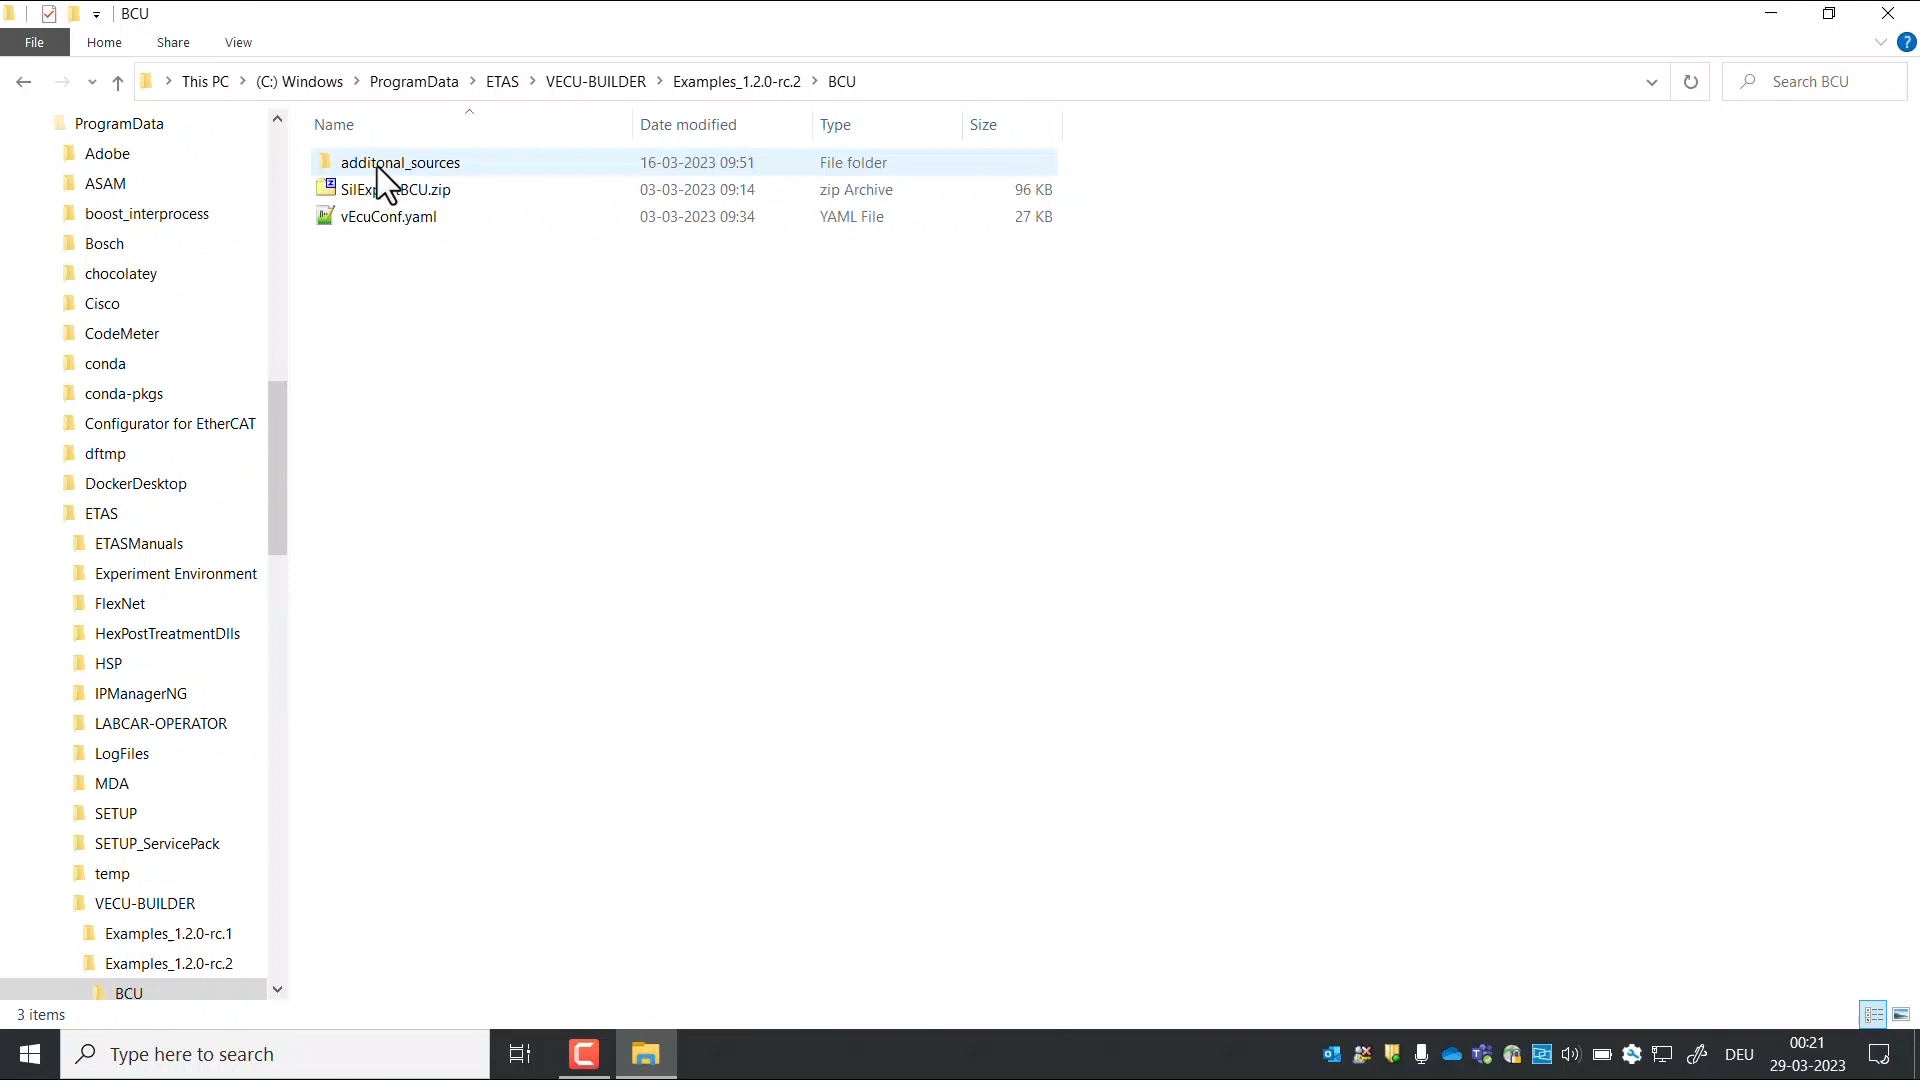 BCU
File Home Share View
This PC (C:) Windows ProgramData ETAS VECU-BUILDER Examples_1.2.0-rc.2 BCU
Search BCU
Name Date modified Type Size
additonal_sources 16-03-2023 09:51 File folder
SilExp BCU.zip 03-03-2023 09:14 zip Archive 96 KB
vEcuConf.yaml 03-03-2023 09:34 YAML File 27 KB
ProgramData
Adobe
ASAM
boost_interprocess
Bosch
chocolatey
Cisco
CodeMeter
conda
conda-pkgs
Configurator for EtherCAT
dftmp
DockerDesktop
ETAS
ETASManuals
Experiment Environment
FlexNet
HexPostTreatmentDlls
HSP
IPManagerNG
LABCAR-OPERATOR
LogFiles
MDA
SETUP
SETUP_ServicePack
temp
VECU-BUILDER
Examples_1.2.0-rc.1
Examples_1.2.0-rc.2
BCU
3 items
Type here to search
DEU
00:21
29-03-2023